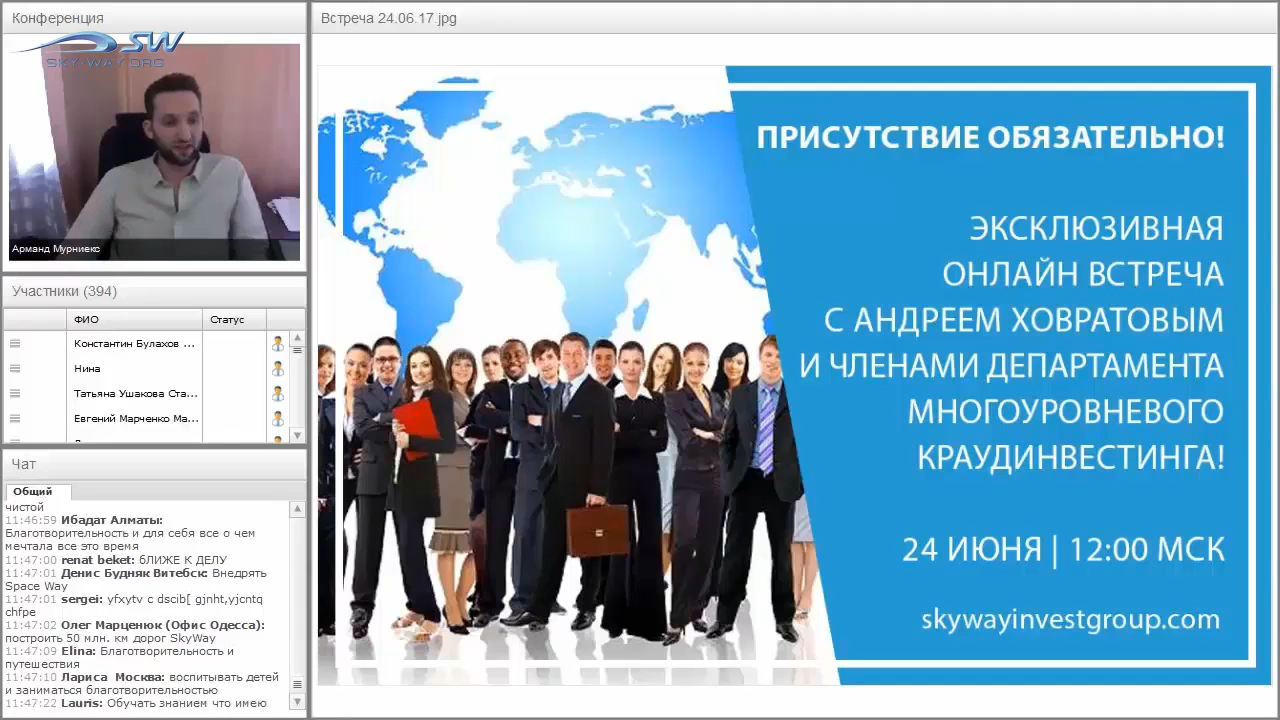 Конференция
SW
SKY-WAY.ORG
Арманд Мурниекс
Участники (394)
ФИО
Статус
Константин Булахов ...
Нина
Татьяна Ушакова Ста...
Евгений Марченко Ма...
Чат
Общий
чистой
11:46:59 Ибадат Алматы:
Благотворительность и для себя все о чем
мечтала все это время
11:47:00 renat beket: бЛИЖЕ К ДЕЛУ
11:47:01 Денис Будняк Витебск: Внедрять
Space Way
11:47:01 sergei: yfxytv c dscib[ gjnht,yjcntq
chfpe
11:47:02 Олег Марценюк (Офис Одесса):
построить 50 млн. км дорог SkyWay
11:47:09 Elina: Благотворительность и
путешествия
11:47:10 Лариса Москва: воспитывать детей
и заниматься благотворительностью
11:47:22 Lauris: Обучать знанием что имею
Встреча 24.06.17.jpg
ПРИСУТСТВИЕ ОБЯЗАТЕЛЬНО!
ЭКСКЛЮЗИВНАЯ
ОНЛАЙН ВСТРЕЧА
С АНДРЕЕМ ХОВРАТОВЫМ
И ЧЛЕНАМИ ДЕПАРТАМЕНТА
МНОГОУРОВНЕВОГО
КРАУДИНВЕСТИНГА!
24 ИЮНЯ | 12:00 МСК
skywayinvestgroup.com